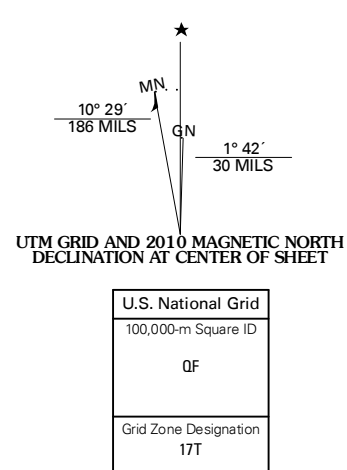 ★
MN
10° 29´
186 MILS
GN
1° 42´
30 MILS
UTM GRID AND 2010 MAGNETIC NORTH
DECLINATION AT CENTER OF SHEET
U.S. National Grid
100,000-m Square ID
QF
Grid Zone Designation
17T